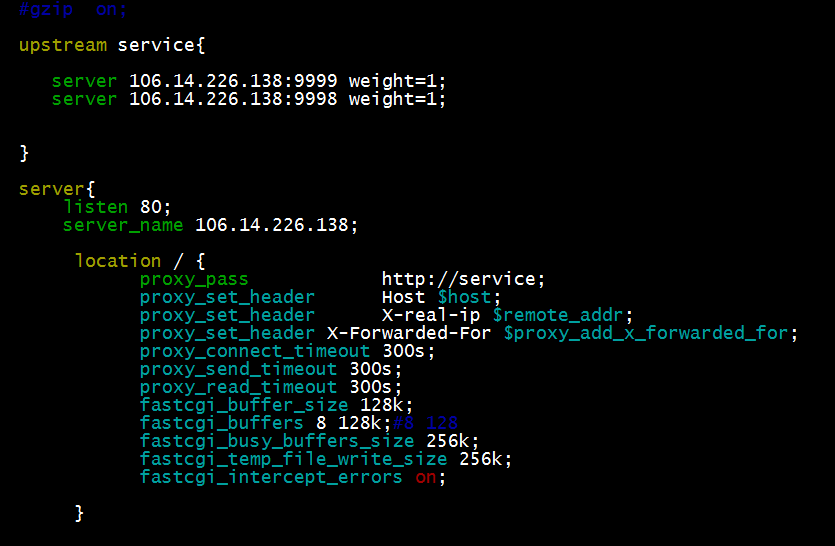 #gzip  on;
upstream service{
server 106.14.226.138:9999 weight=1;
server 106.14.226.138:9998 weight=1;
}
server{
listen 80;
server_name 106.14.226.138;
location / {
proxy_pass            http://service;
proxy_set_header      Host $host;
proxy_set_header      X-real-ip $remote_addr;
proxy_set_header X-Forwarded-For $proxy_add_x_forwarded_for;
proxy_connect_timeout 300s;
proxy_send_timeout 300s;
proxy_read_timeout 300s;
fastcgi_buffer_size 128k;
fastcgi_buffers 8 128k;#8 128
fastcgi_busy_buffers_size 256k;
fastcgi_temp_file_write_size 256k;
fastcgi_intercept_errors on;
}